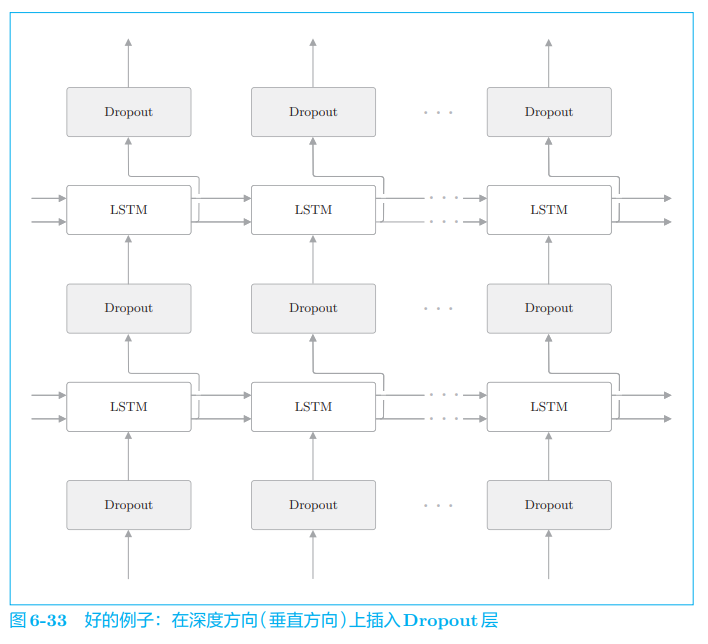 Dropout Dropout · · · Dropout
LSTM LSTM · · · LSTM
Dropout Dropout · · · Dropout
LSTM LSTM · · · LSTM
Dropout Dropout · · · Dropout
图 6-33 好的例子：在深度方向（垂直方向）上插入 Dropout 层